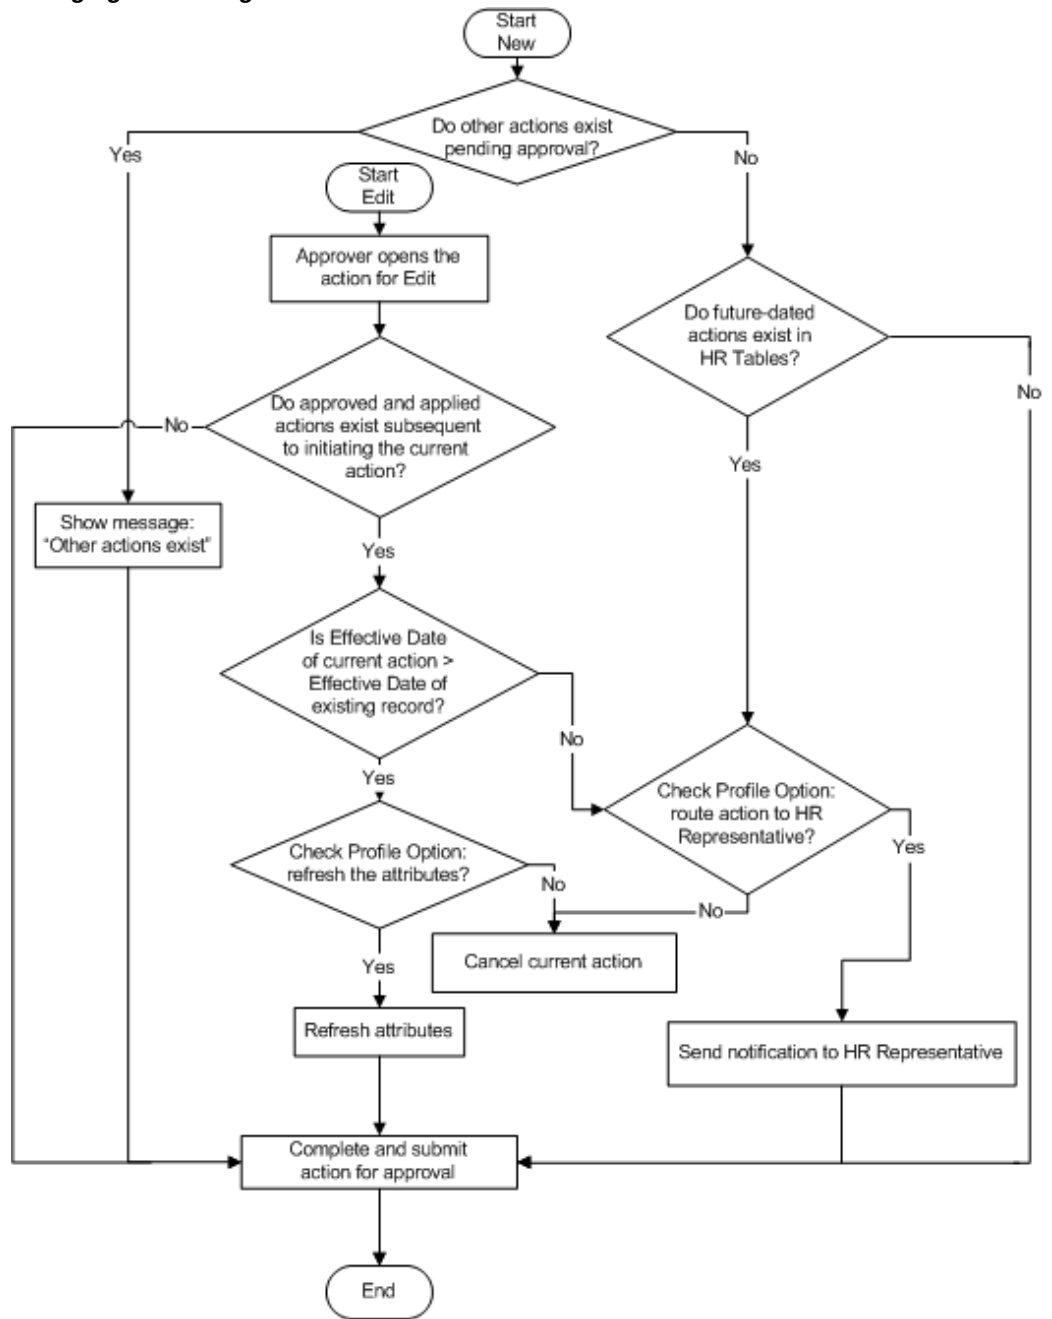 Start
New
Do other actions exist
pending approval?
Yes
No
Start
Edit
Approver opens the
action for Edit
Do future-dated
actions exist in
HR Tables?
No
Do approved and applied
actions exist subsequent
to initiating the current
action?
No
Yes
Show message:
"Other actions exist"
Yes
Is Effective Date
of current action >
Effective Date of
existing record?
No
Yes
Check Profile Option:
route action to HR
Representative?
Yes
Check Profile Option:
refresh the attributes?
No
No
Cancel current action
Yes
Refresh attributes
Send notification to HR Representative
Complete and submit
action for approval
End